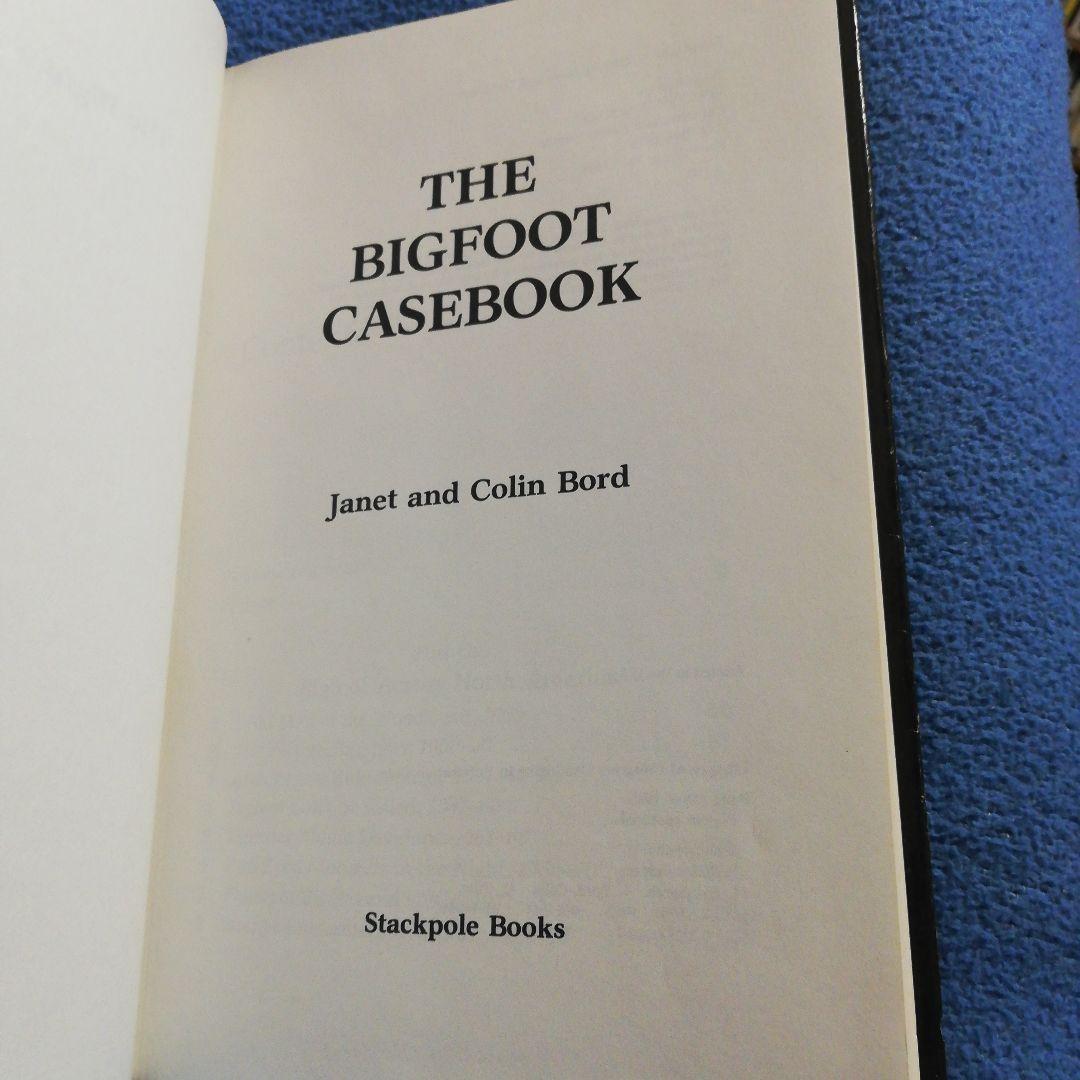 THE
BIGFOOT
CASEBOOK
Janet and Colin Bord
Stackpole Books